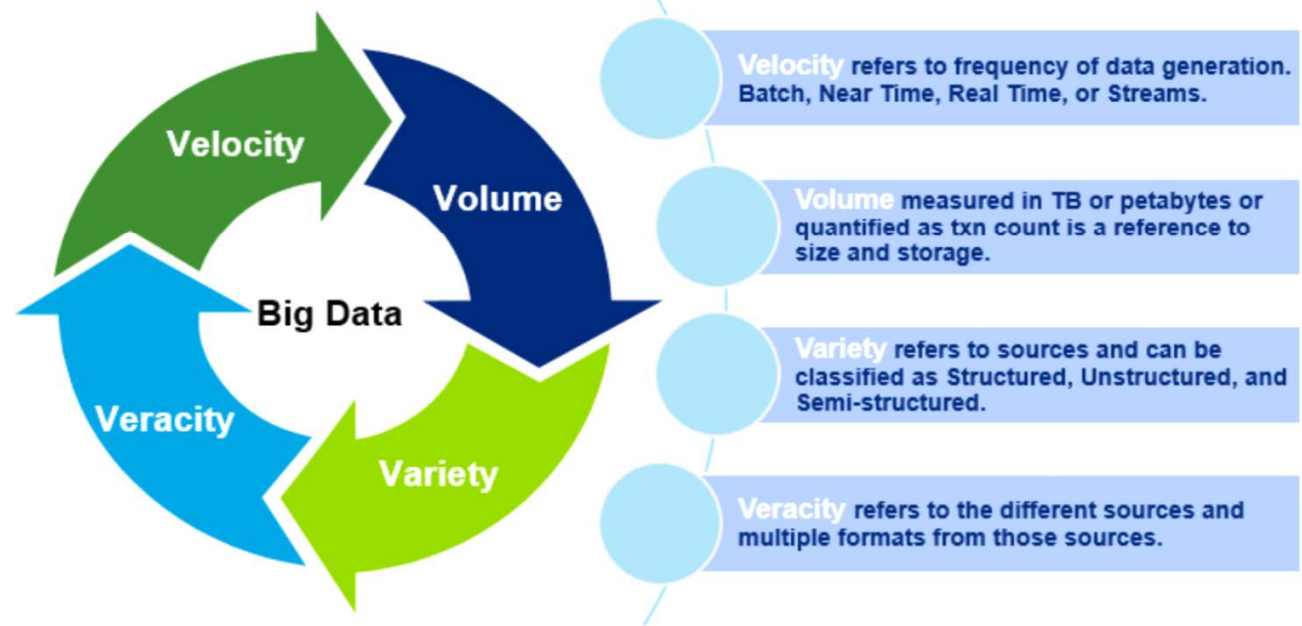 Velocity
Volume
Big Data
Veracity
Variety
Velocity refers to frequency of data generation.
Batch, Near Time, Real Time, or Streams.
Volume measured in TB or petabytes or
quantified as txn count is a reference to
size and storage.
Variety refers to sources and can be
classified as Structured, Unstructured, and
Semi-structured.
Veracity refers to the different sources and
multiple formats from those sources.